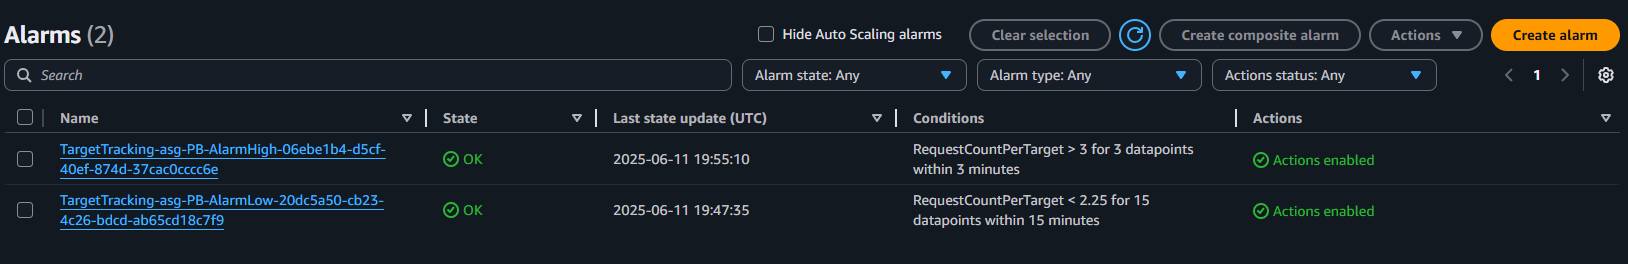 Alarms (2)
Hide Auto Scaling alarms
Clear selection
Create composite alarm
Actions
Create alarm
Search
Alarm state: Any
Alarm type: Any
Actions status: Any
1
Name
State
Last state update (UTC)
Conditions
Actions
TargetTracking-asg-PB-AlarmHigh-06ebe1b4-d5cf-
40ef-874d-37cac0cccc6e
OK
2025-06-11 19:55:10
RequestCountPerTarget > 3 for 3 datapoints
within 3 minutes
Actions enabled
TargetTracking-asg-PB-AlarmLow-20dc5a50-cb23-
4c26-bdcd-ab65cd18c7f9
OK
2025-06-11 19:47:35
RequestCountPerTarget < 2.25 for 15
datapoints within 15 minutes
Actions enabled